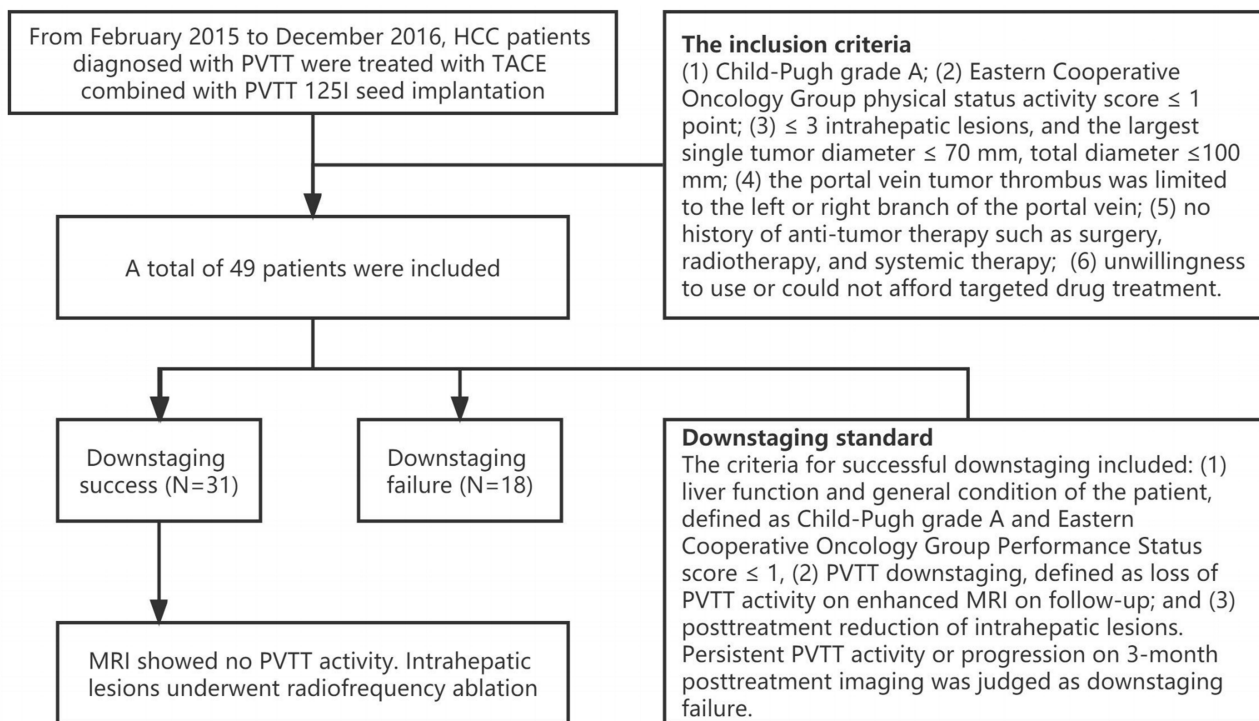 From February 2015 to December 2016, HCC patients
diagnosed with PVTT were treated with TACE
combined with PVTT 125I seed implantation
The inclusion criteria
(1) Child-Pugh grade A; (2) Eastern Cooperative
Oncology Group physical status activity score ≤ 1
point; (3) ≤ 3 intrahepatic lesions, and the largest
single tumor diameter ≤ 70 mm, total diameter ≤100
mm; (4) the portal vein tumor thrombus was limited
to the left or right branch of the portal vein; (5) no
history of anti-tumor therapy such as surgery,
radiotherapy, and systemic therapy; (6) unwillingness
to use or could not afford targeted drug treatment.
A total of 49 patients were included
Downstaging
success (N=31)
Downstaging
failure (N=18)
Downstaging standard
The criteria for successful downstaging included: (1)
liver function and general condition of the patient,
defined as Child-Pugh grade A and Eastern
Cooperative Oncology Group Performance Status
score ≤ 1, (2) PVTT downstaging, defined as loss of
PVTT activity on enhanced MRI on follow-up; and (3)
posttreatment reduction of intrahepatic lesions.
Persistent PVTT activity or progression on 3-month
posttreatment imaging was judged as downstaging
failure.
MRI showed no PVTT activity. Intrahepatic
lesions underwent radiofrequency ablation